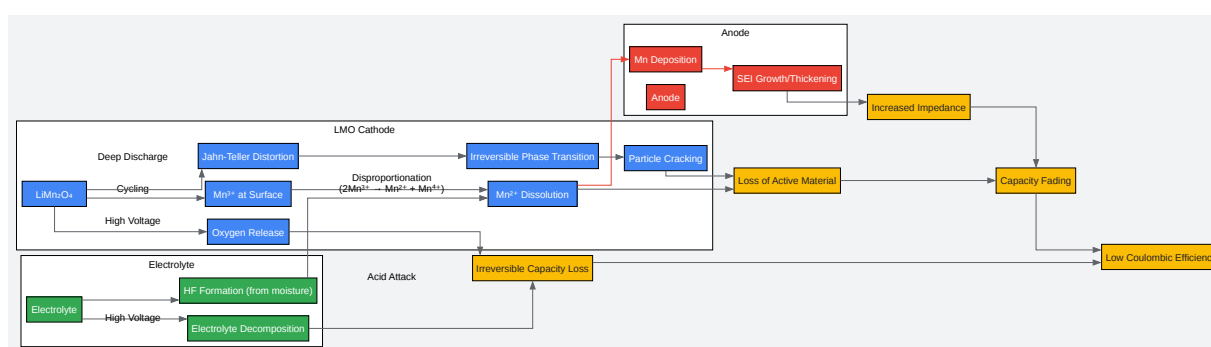 Anode
Mn Deposition
SEI Growth/Thickening
Anode
Increased Impedance
LMO Cathode
Deep Discharge
Jahn-Teller Distortion
Irreversible Phase Transition
Particle Cracking
Disproportionation
(2Mn³⁺ → Mn²⁺ + Mn⁴⁺)
LiMn₂O₄
Cycling
Mn³⁺ at Surface
Mn²⁺ Dissolution
Loss of Active Material
Capacity Fading
High Voltage
Oxygen Release
Low Coulombic Efficienc
Electrolyte
Acid Attack
Irreversible Capacity Loss
HF Formation (from moisture)
Electrolyte
High Voltage
Electrolyte Decomposition